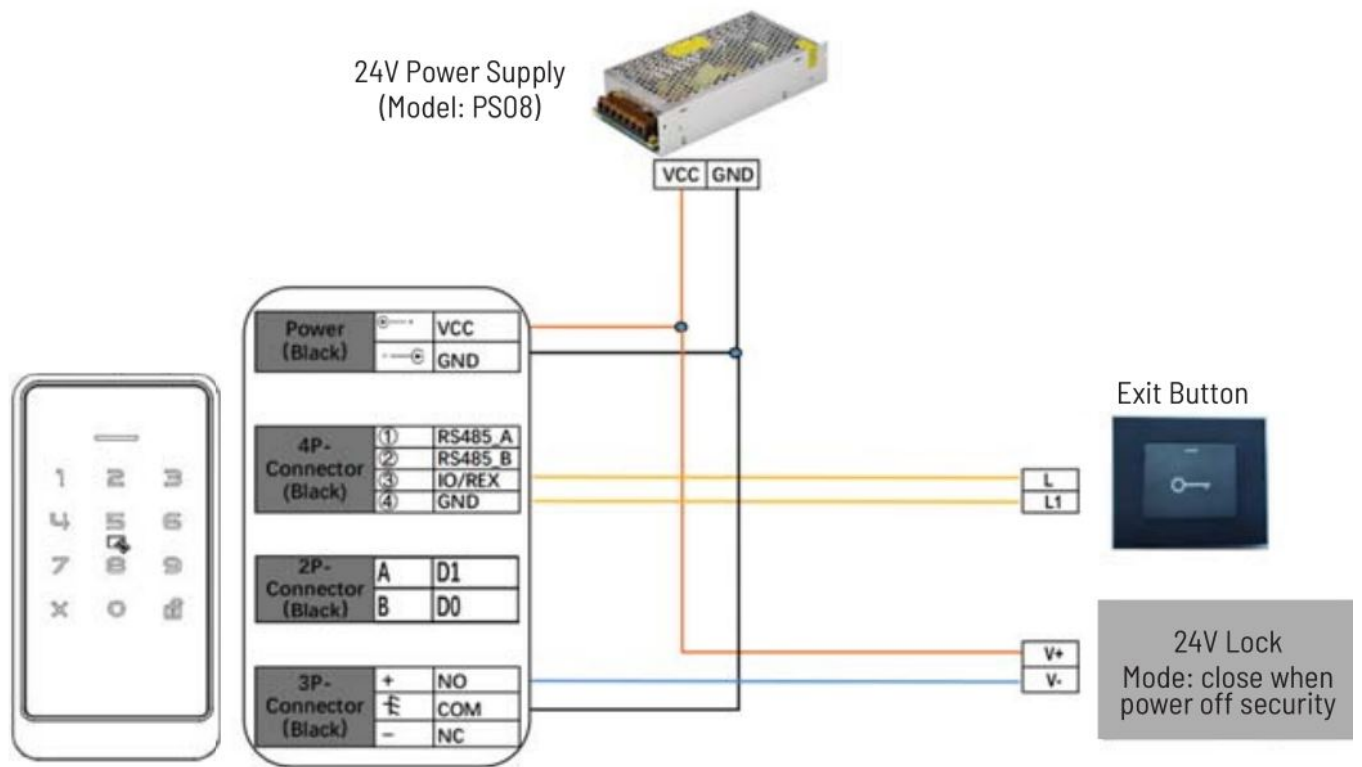 24V Power Supply
(Model: PS08)
VCC GND
Power
(Black)
VCC
GND
4P-
Connector
(Black)
① RS485_A
② RS485_B
③ IO/REX
④ GND
2P-
Connector
(Black)
A D1
B D0
3P-
Connector
(Black)
+ NO
COM
- NC
1 2 3
4 5 6
7 8 9
X 0
Exit Button
L
L1
V+
V-
24V Lock
Mode: close when
power off security